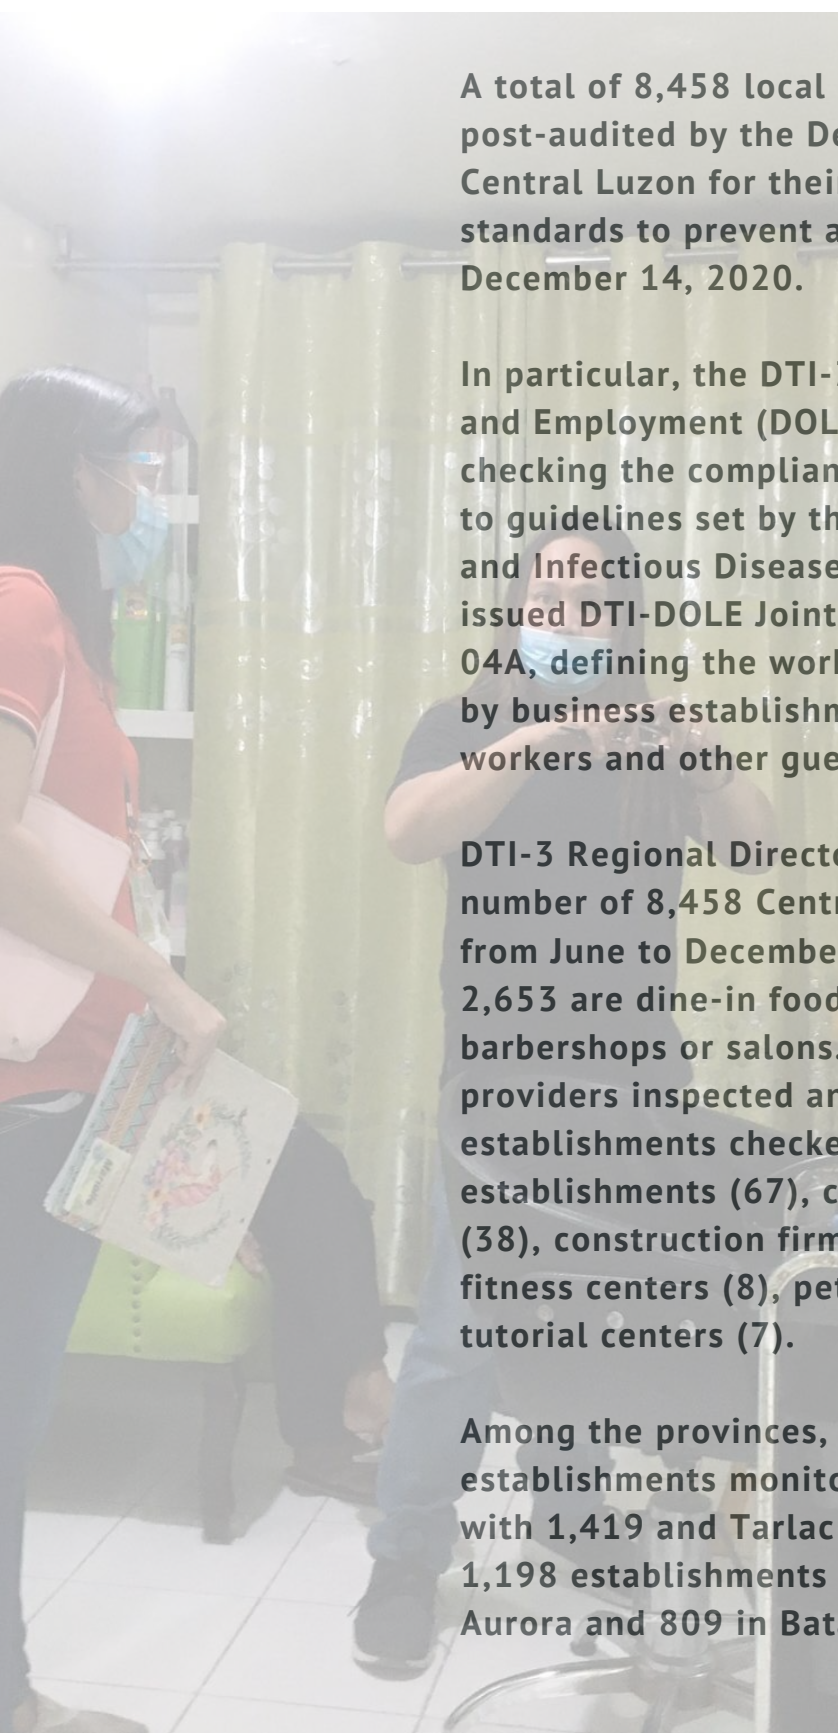 A total of 8,458 local
post-audited by the De
Central Luzon for their
standards to prevent a
December 14, 2020.
In particular, the DTI-
and Employment (DOL
checking the complian
to guidelines set by th
and Infectious Disease
issued DTI-DOLE Joint
04A, defining the work
by business establishm
workers and other gue
DTI-3 Regional Directo
number of 8,458 Centr
from June to Decembe
2,653 are dine-in food
barbershops or salons.
providers inspected an
establishments checke
establishments (67), c
(38), construction firm
fitness centers (8), pet
tutorial centers (7).
Among the provinces,
establishments monito
with 1,419 and Tarlac
1,198 establishments
Aurora and 809 in Bat